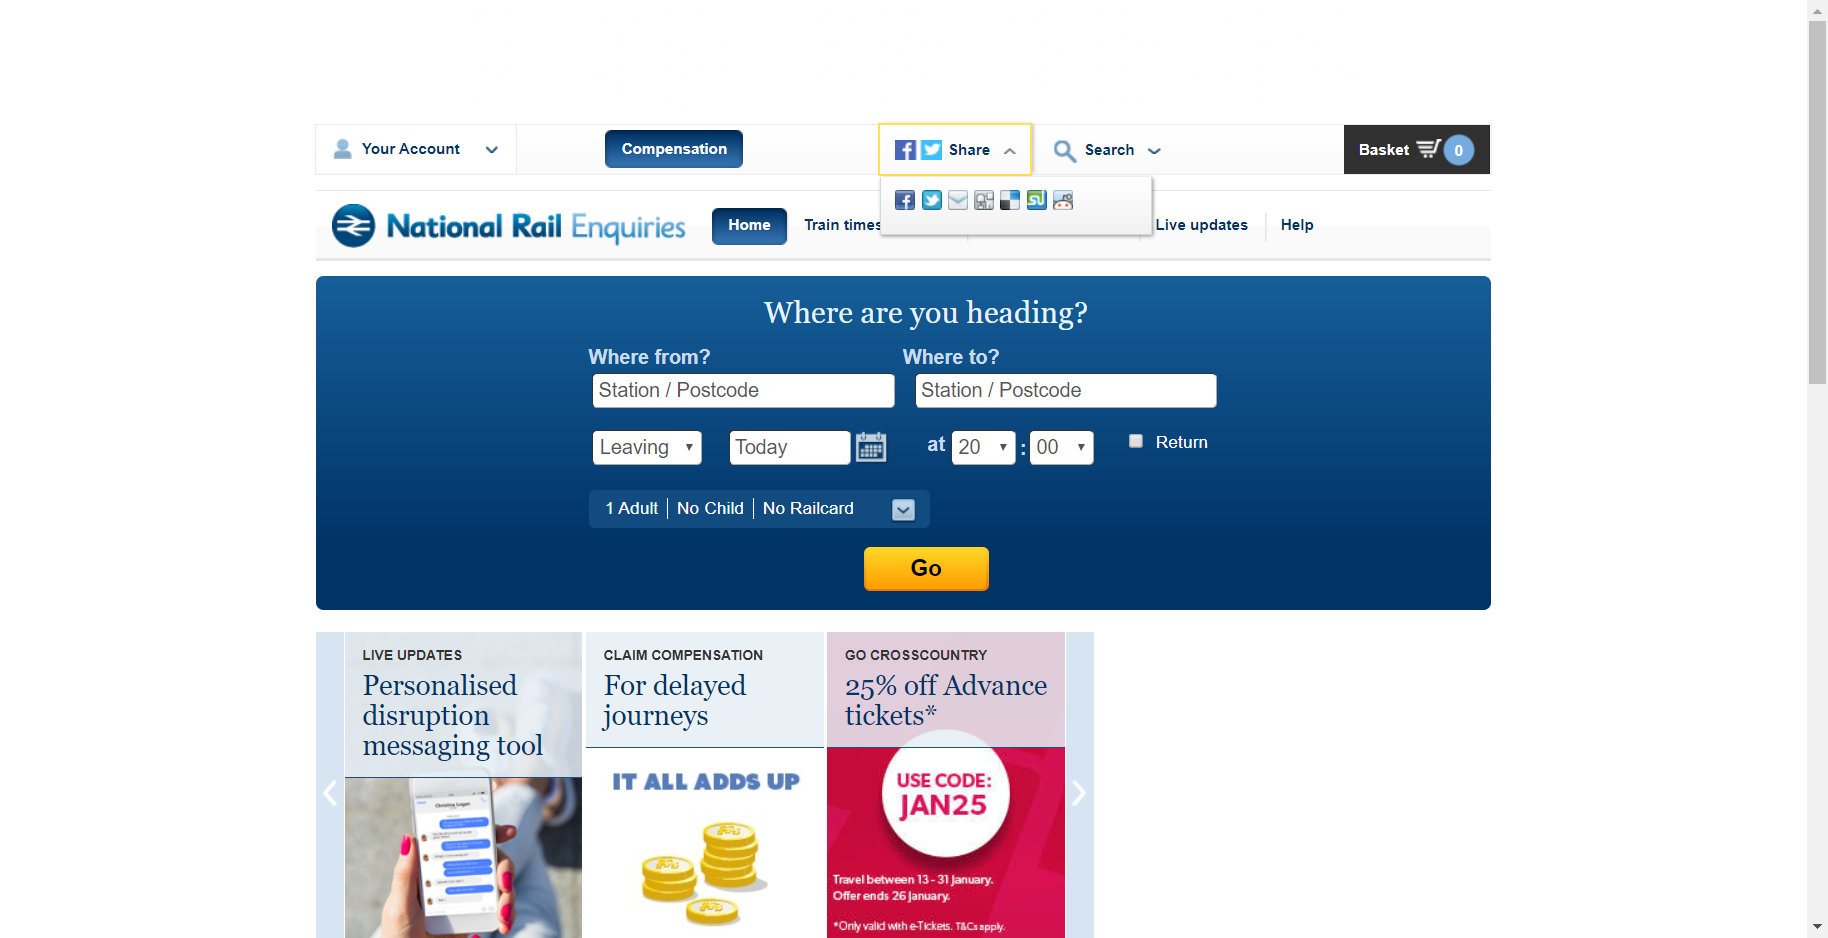 Your Account
Compensation
Share
Search
Basket 0
National Rail Enquiries
Home
Train times
Live updates
Help
Where are you heading?
Where from?
Where to?
Station / Postcode
Station / Postcode
Leaving
Today
at 20 : 00
Return
1 Adult | No Child | No Railcard
Go
LIVE UPDATES
Personalised
disruption
messaging tool
CLAIM COMPENSATION
For delayed
journeys
IT ALL ADDS UP
GO CROSSCOUNTRY
25% off Advance
tickets*
USE CODE:
JAN25
Travel between 13 - 31 January.
Offer ends 26 January.
*Only valid with e-Tickets. T&Cs apply.